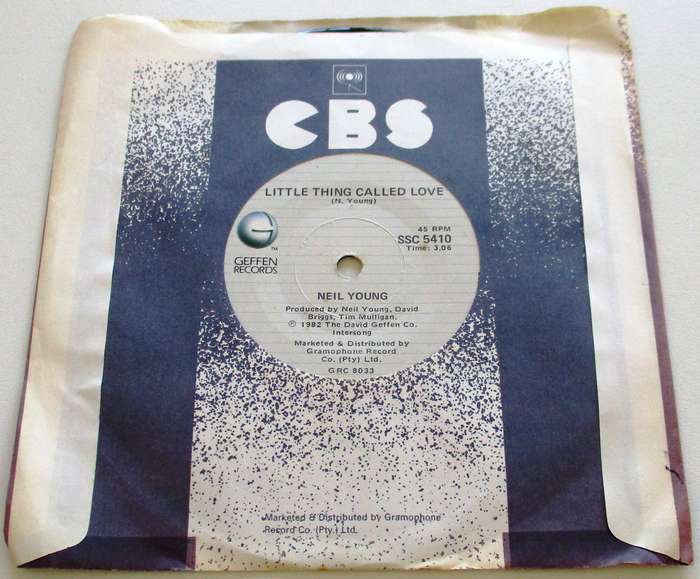 CBS
LITTLE THING CALLED LOVE
(N. Young)
45 RPM
SSC 5410
Time: 3.06
TM
GEFFEN
RECORDS
NEIL YOUNG
Produced by Neil Young, David
Briggs, Tim Mulligan.
℗ 1982 The David Geffen Co.
Intersong
Marketed & Distributed by
Gramophone Record
Co. (Pty) Ltd.
GRC 8033
Marketed & Distributed by Gramophone
Record Co. (Pty.) Ltd.